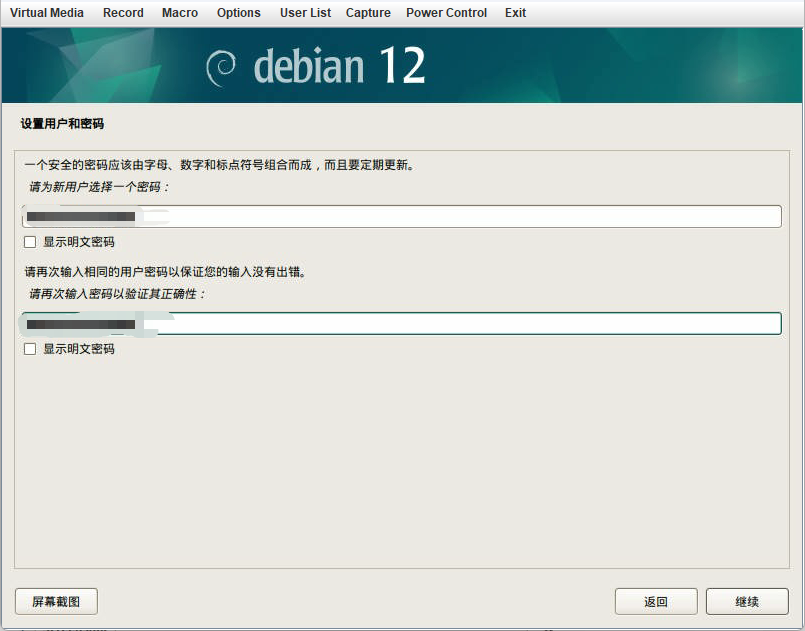 Virtual Media Record Macro Options User List Capture Power Control Exit
debian 12
设置用户和密码
一个安全的密码应该由字母、数字和标点符号组合而成，而且要定期更新。
请为新用户选择一个密码：
显示明文密码
请再次输入相同的用户密码以保证您的输入没有出错。
请再次输入密码以验证其正确性：
显示明文密码
屏幕截图 返回 继续